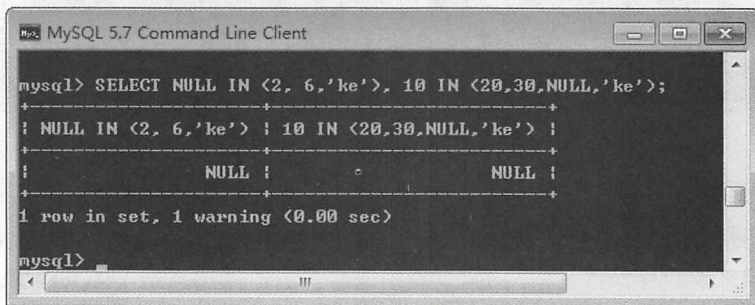 MySQL 5.7 Command Line Client
mysql> SELECT NULL IN (2, 6,'ke'), 10 IN (20,30,NULL,'ke');
+---------------------+-------------------------+
| NULL IN (2, 6,'ke') | 10 IN (20,30,NULL,'ke') |
+---------------------+-------------------------+
| NULL | NULL |
+---------------------+-------------------------+
1 row in set, 1 warning (0.00 sec)
mysql> _